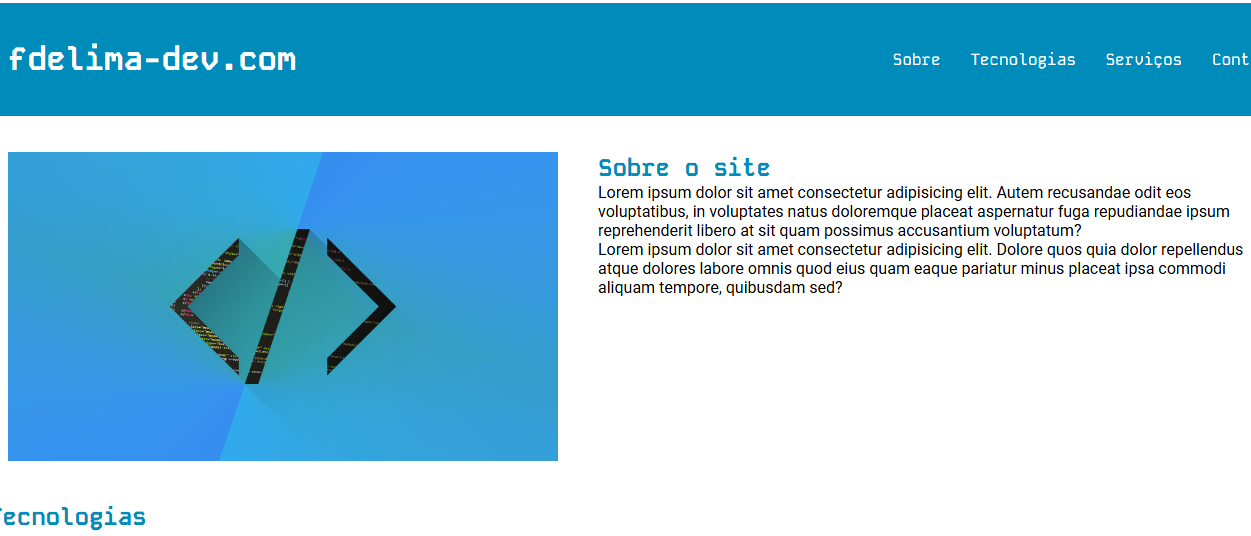 fdelima-dev.com
Sobre Tecnologias Serviços Cont
Sobre o site
Lorem ipsum dolor sit amet consectetur adipisicing elit. Autem recusandae odit eos
voluptatibus, in voluptates natus doloremque placeat aspernatur fuga repudiandae ipsum
reprehenderit libero at sit quam possimus accusantium voluptatum?
Lorem ipsum dolor sit amet consectetur adipisicing elit. Dolore quos quia dolor repellendus
atque dolores labore omnis quod eius quam eaque pariatur minus placeat ipsa commodi
aliquam tempore, quibusdam sed?
Tecnologias